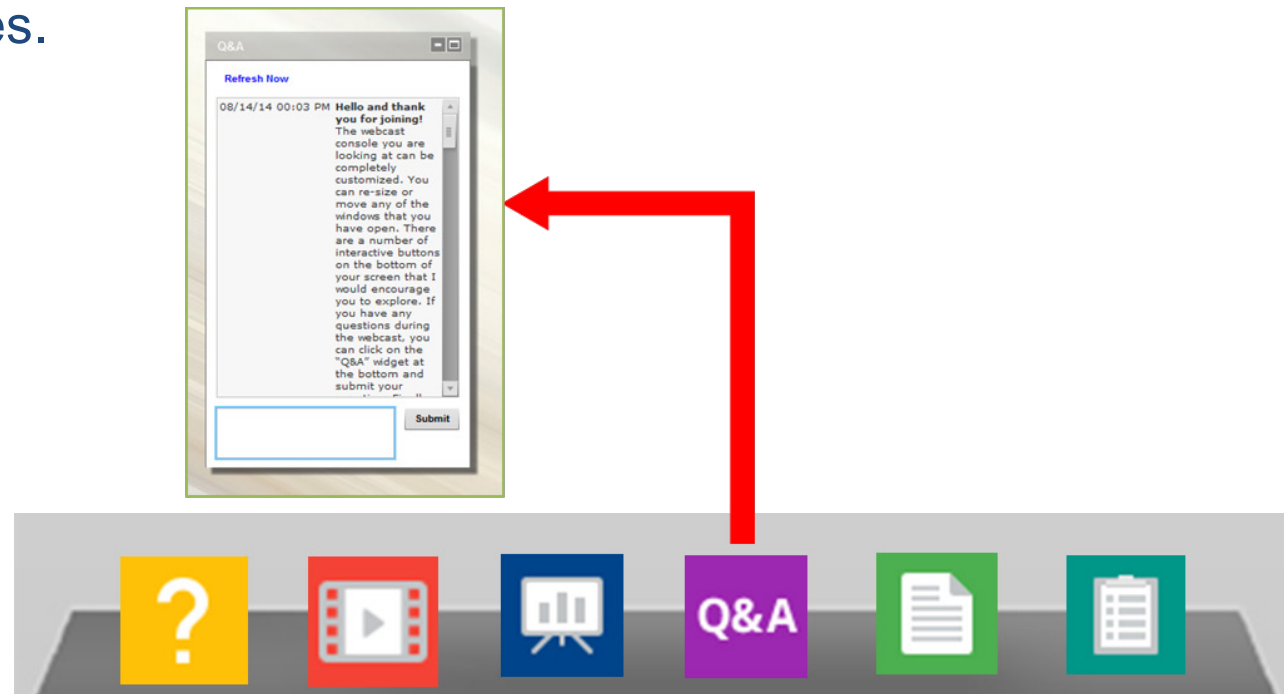 es.
Q&A
Refresh Now
08/14/14 00:03 PM Hello and thank
you for joining!
The webcast
console you are
looking at can be
completely
customized. You
can re-size or
move any of the
windows that you
have open. There
are a number of
interactive buttons
on the bottom of
your screen that I
would encourage
you to explore. If
you have any
questions during
the webcast, you
can click on the
"Q&A" widget at
the bottom and
submit your
Submit
?
Q&A